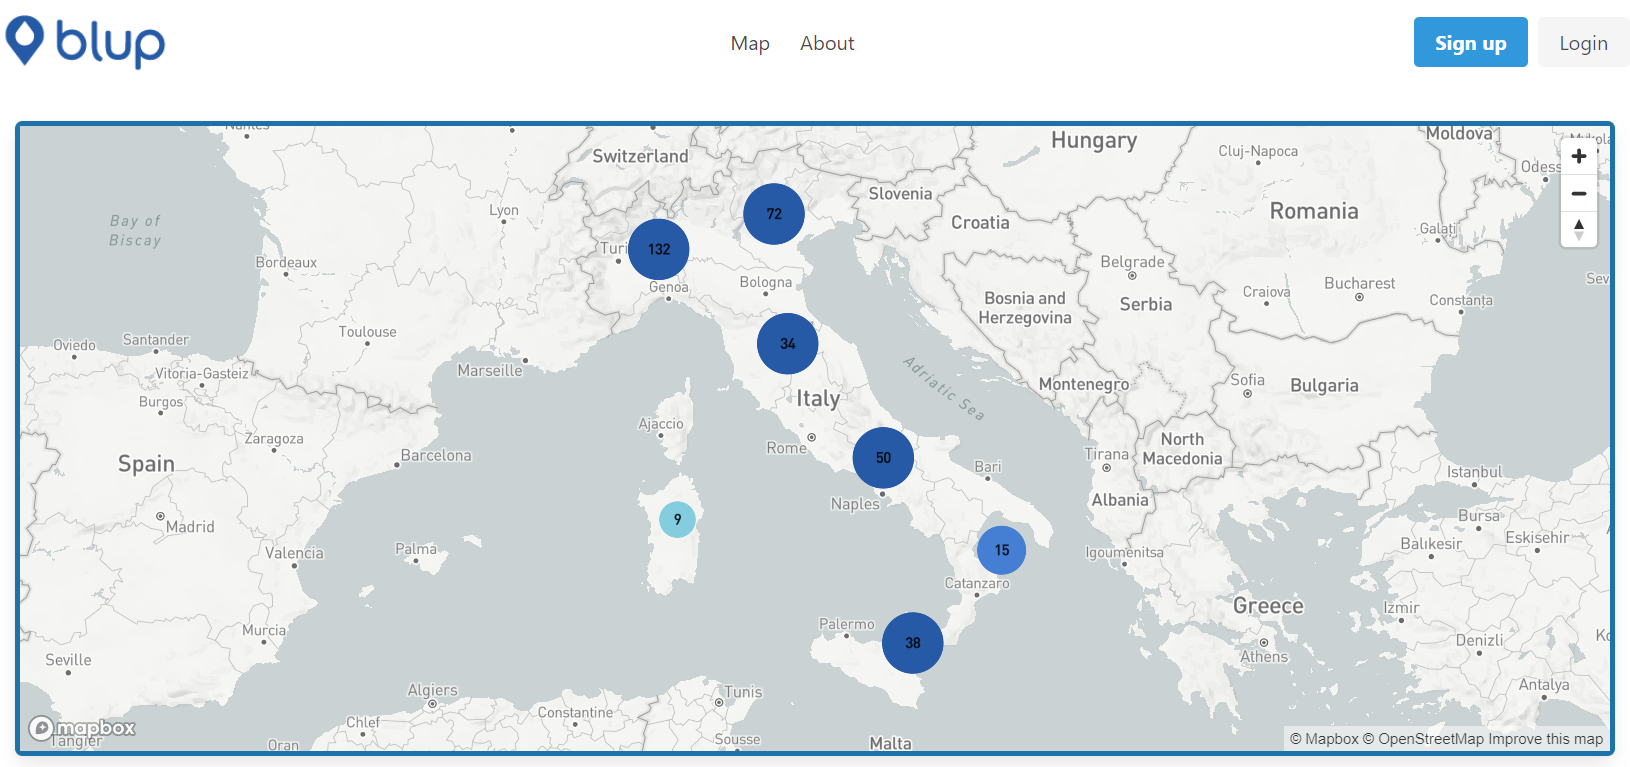 blup
Map
About
Sign up
Login
Switzerland
Hungary
Moldova
Cluj-Napoca
Slovenia
Croatia
Romania
Galati
Bay of
Biscay
Lyon
72
132
Bordeaux
Genoa
Bologna
Belgrade
Bosnia and
Herzegovina
Serbia
Craiova
Bucharest
Constanța
Oviedo
Santander
Toulouse
34
Marseille
Vitoria-Gasteiz
Adriatic Sea
Montenegro
Sofia
Bulgaria
Burgos
Italy
Ajaccio
Zaragoza
Rome
North
Macedonia
Spain
Barcelona
50
Bari
Tirana
Istanbul
Naples
Albania
Madrid
9
Bursa
Eskisehir
Valencia
Palma
15
Igoumenitsa
Balıkesir
Catanzaro
Greece
Izmir
Murcia
Palermo
38
Denizli
Athens
Seville
Algiers
Tunis
Antalya
Constantine
Chlef
mapbox
Tangier
Oran
Sousse
Malta
© Mapbox © OpenStreetMap Improve this map